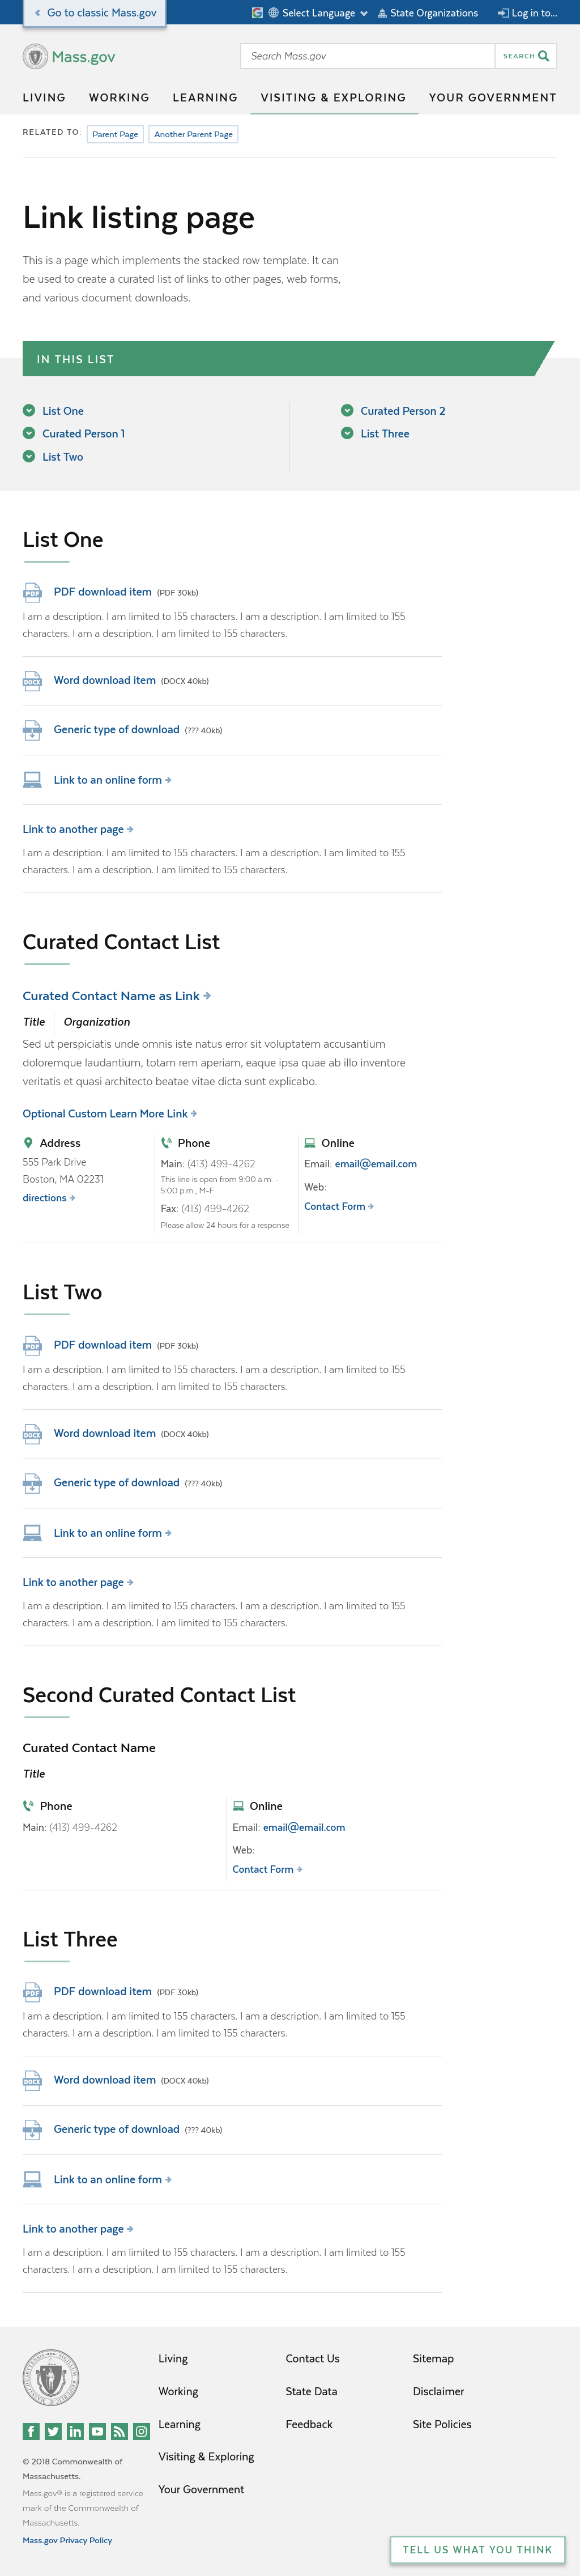 Go to classic Mass.gov
Select Language
State Organizations
Log in to...
Mass.gov
Search Mass.gov
SEARCH
LIVING WORKING LEARNING VISITING & EXPLORING YOUR GOVERNMENT
RELATED TO: Parent Page Another Parent Page
Link listing page
This is a page which implements the stacked row template. It can
be used to create a curated list of links to other pages, web forms,
and various document downloads.
IN THIS LIST
List One
Curated Person 1
List Two
Curated Person 2
List Three
List One
PDF download item (PDF 30kb)
I am a description. I am limited to 155 characters. I am a description. I am limited to 155
characters. I am a description. I am limited to 155 characters.
Word download item (DOCX 40kb)
Generic type of download (??? 40kb)
Link to an online form
Link to another page
I am a description. I am limited to 155 characters. I am a description. I am limited to 155
characters. I am a description. I am limited to 155 characters.
Curated Contact List
Curated Contact Name as Link
Title Organization
Sed ut perspiciatis unde omnis iste natus error sit voluptatem accusantium
doloremque laudantium, totam rem aperiam, eaque ipsa quae ab illo inventore
veritatis et quasi architecto beatae vitae dicta sunt explicabo.
Optional Custom Learn More Link
Address
555 Park Drive
Boston, MA 02231
directions
Phone
Main: (413) 499-4262
This line is open from 9:00 a.m. -
5:00 p.m., M-F
Fax: (413) 499-4262
Please allow 24 hours for a response
Online
Email: email@email.com
Web:
Contact Form
List Two
PDF download item (PDF 30kb)
I am a description. I am limited to 155 characters. I am a description. I am limited to 155
characters. I am a description. I am limited to 155 characters.
Word download item (DOCX 40kb)
Generic type of download (??? 40kb)
Link to an online form
Link to another page
I am a description. I am limited to 155 characters. I am a description. I am limited to 155
characters. I am a description. I am limited to 155 characters.
Second Curated Contact List
Curated Contact Name
Title
Phone
Main: (413) 499-4262
Online
Email: email@email.com
Web:
Contact Form
List Three
PDF download item (PDF 30kb)
I am a description. I am limited to 155 characters. I am a description. I am limited to 155
characters. I am a description. I am limited to 155 characters.
Word download item (DOCX 40kb)
Generic type of download (??? 40kb)
Link to an online form
Link to another page
I am a description. I am limited to 155 characters. I am a description. I am limited to 155
characters. I am a description. I am limited to 155 characters.
© 2018 Commonwealth of
Massachusetts.
Mass.gov® is a registered service
mark of the Commonwealth of
Massachusetts.
Mass.gov Privacy Policy
Living
Working
Learning
Visiting & Exploring
Your Government
Contact Us
State Data
Feedback
Sitemap
Disclaimer
Site Policies
TELL US WHAT YOU THINK